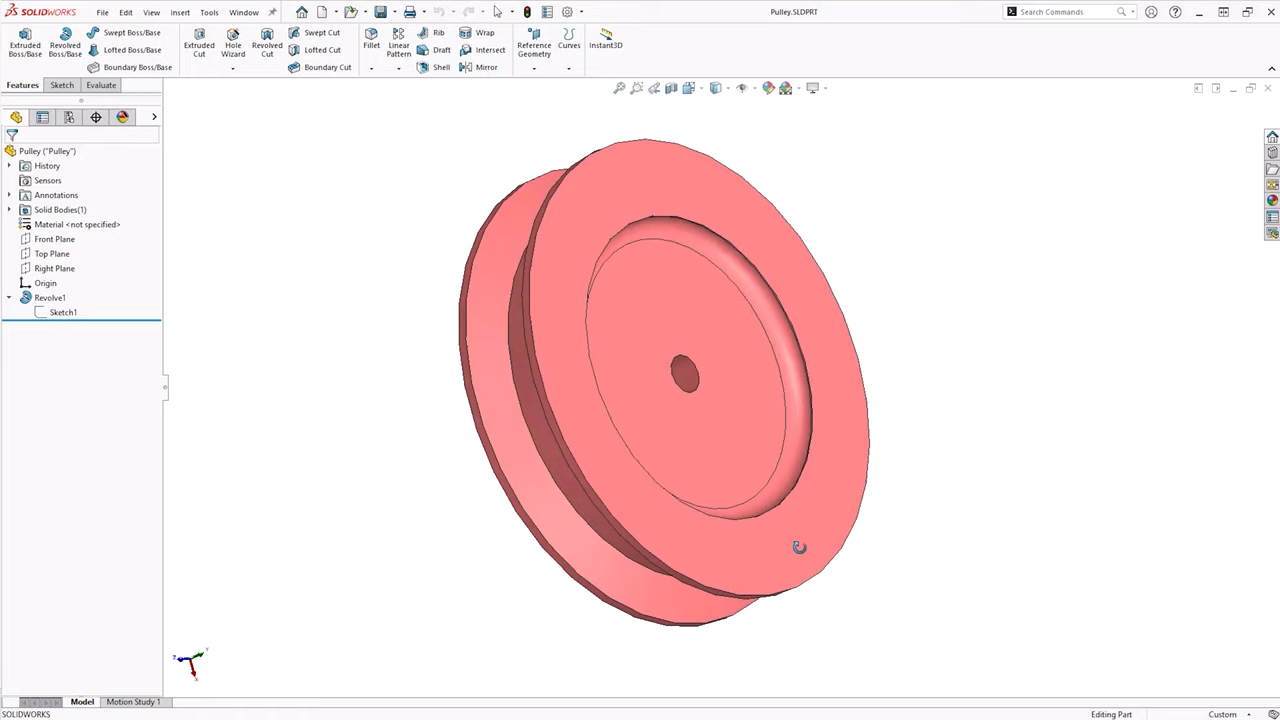 SOLIDWORKS
File Edit View Insert Tools Window
Pulley.SLDPRT
Search Commands
Extruded Boss/Base
Revolved Boss/Base
Swept Boss/Base
Lofted Boss/Base
Boundary Boss/Base
Extruded Cut
Hole Wizard
Revolved Cut
Swept Cut
Lofted Cut
Boundary Cut
Fillet
Linear Pattern
Rib
Draft
Shell
Wrap
Intersect
Mirror
Reference Geometry
Curves
Instant3D
Features Sketch Evaluate
Pulley ("Pulley")
History
Sensors
Annotations
Solid Bodies(1)
Material <not specified>
Front Plane
Top Plane
Right Plane
Origin
Revolve1
Sketch1
Z Y
X
Model Motion Study 1
SOLIDWORKS Editing Part Custom